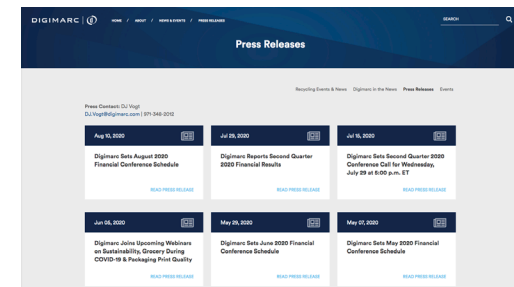 DIGIMARC
HOME / ABOUT / NEWS & EVENTS / PRESS RELEASES
SEARCH
Press Releases
Recycling Events & News Digimarc in the News Press Releases Events
Press Contact: DJ Vogt
DJ.Vogt@digimarc.com | 971-346-2012
Aug 10, 2020
Digimarc Sets August 2020
Financial Conference Schedule
READ PRESS RELEASE
Jul 29, 2020
Digimarc Reports Second Quarter
2020 Financial Results
READ PRESS RELEASE
Jul 15, 2020
Digimarc Sets Second Quarter 2020
Conference Call for Wednesday,
July 29 at 5:00 p.m. ET
READ PRESS RELEASE
Jun 05, 2020
Digimarc Joins Upcoming Webinars
on Sustainability, Grocery During
COVID-19 & Packaging Print Quality
READ PRESS RELEASE
May 29, 2020
Digimarc Sets June 2020 Financial
Conference Schedule
READ PRESS RELEASE
May 07, 2020
Digimarc Sets May 2020 Financial
Conference Schedule
READ PRESS RELEASE